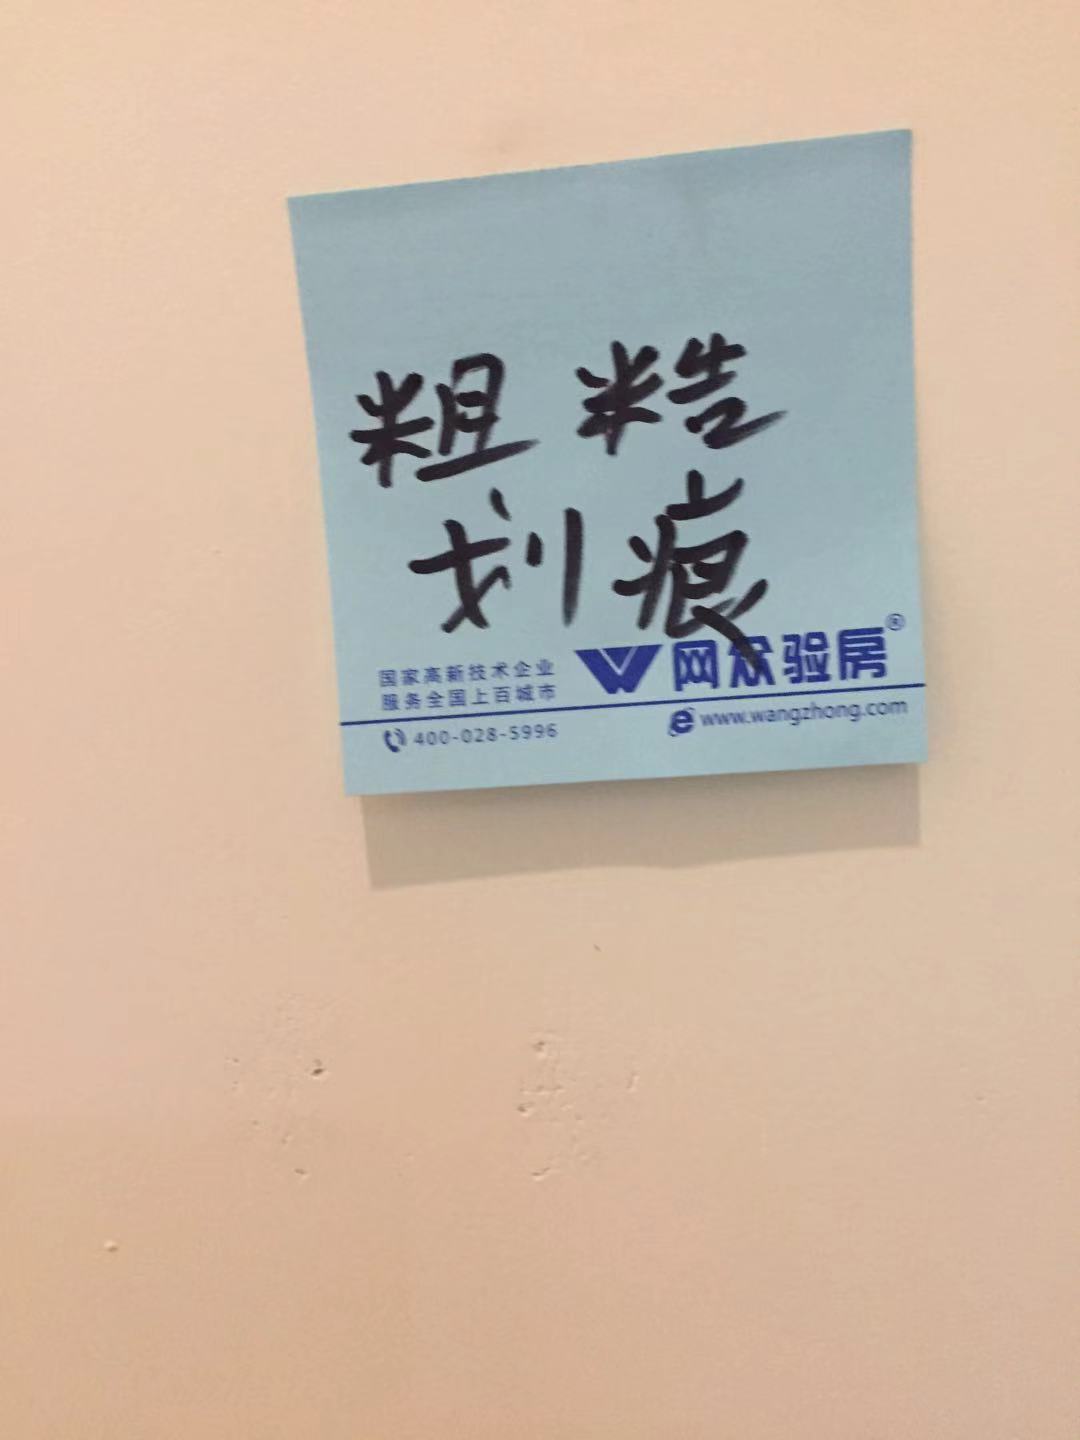 粗糙
划痕
国家高新技术企业
服务全国上百城市
网众验房®
400-028-5996
www.wangzhong.com